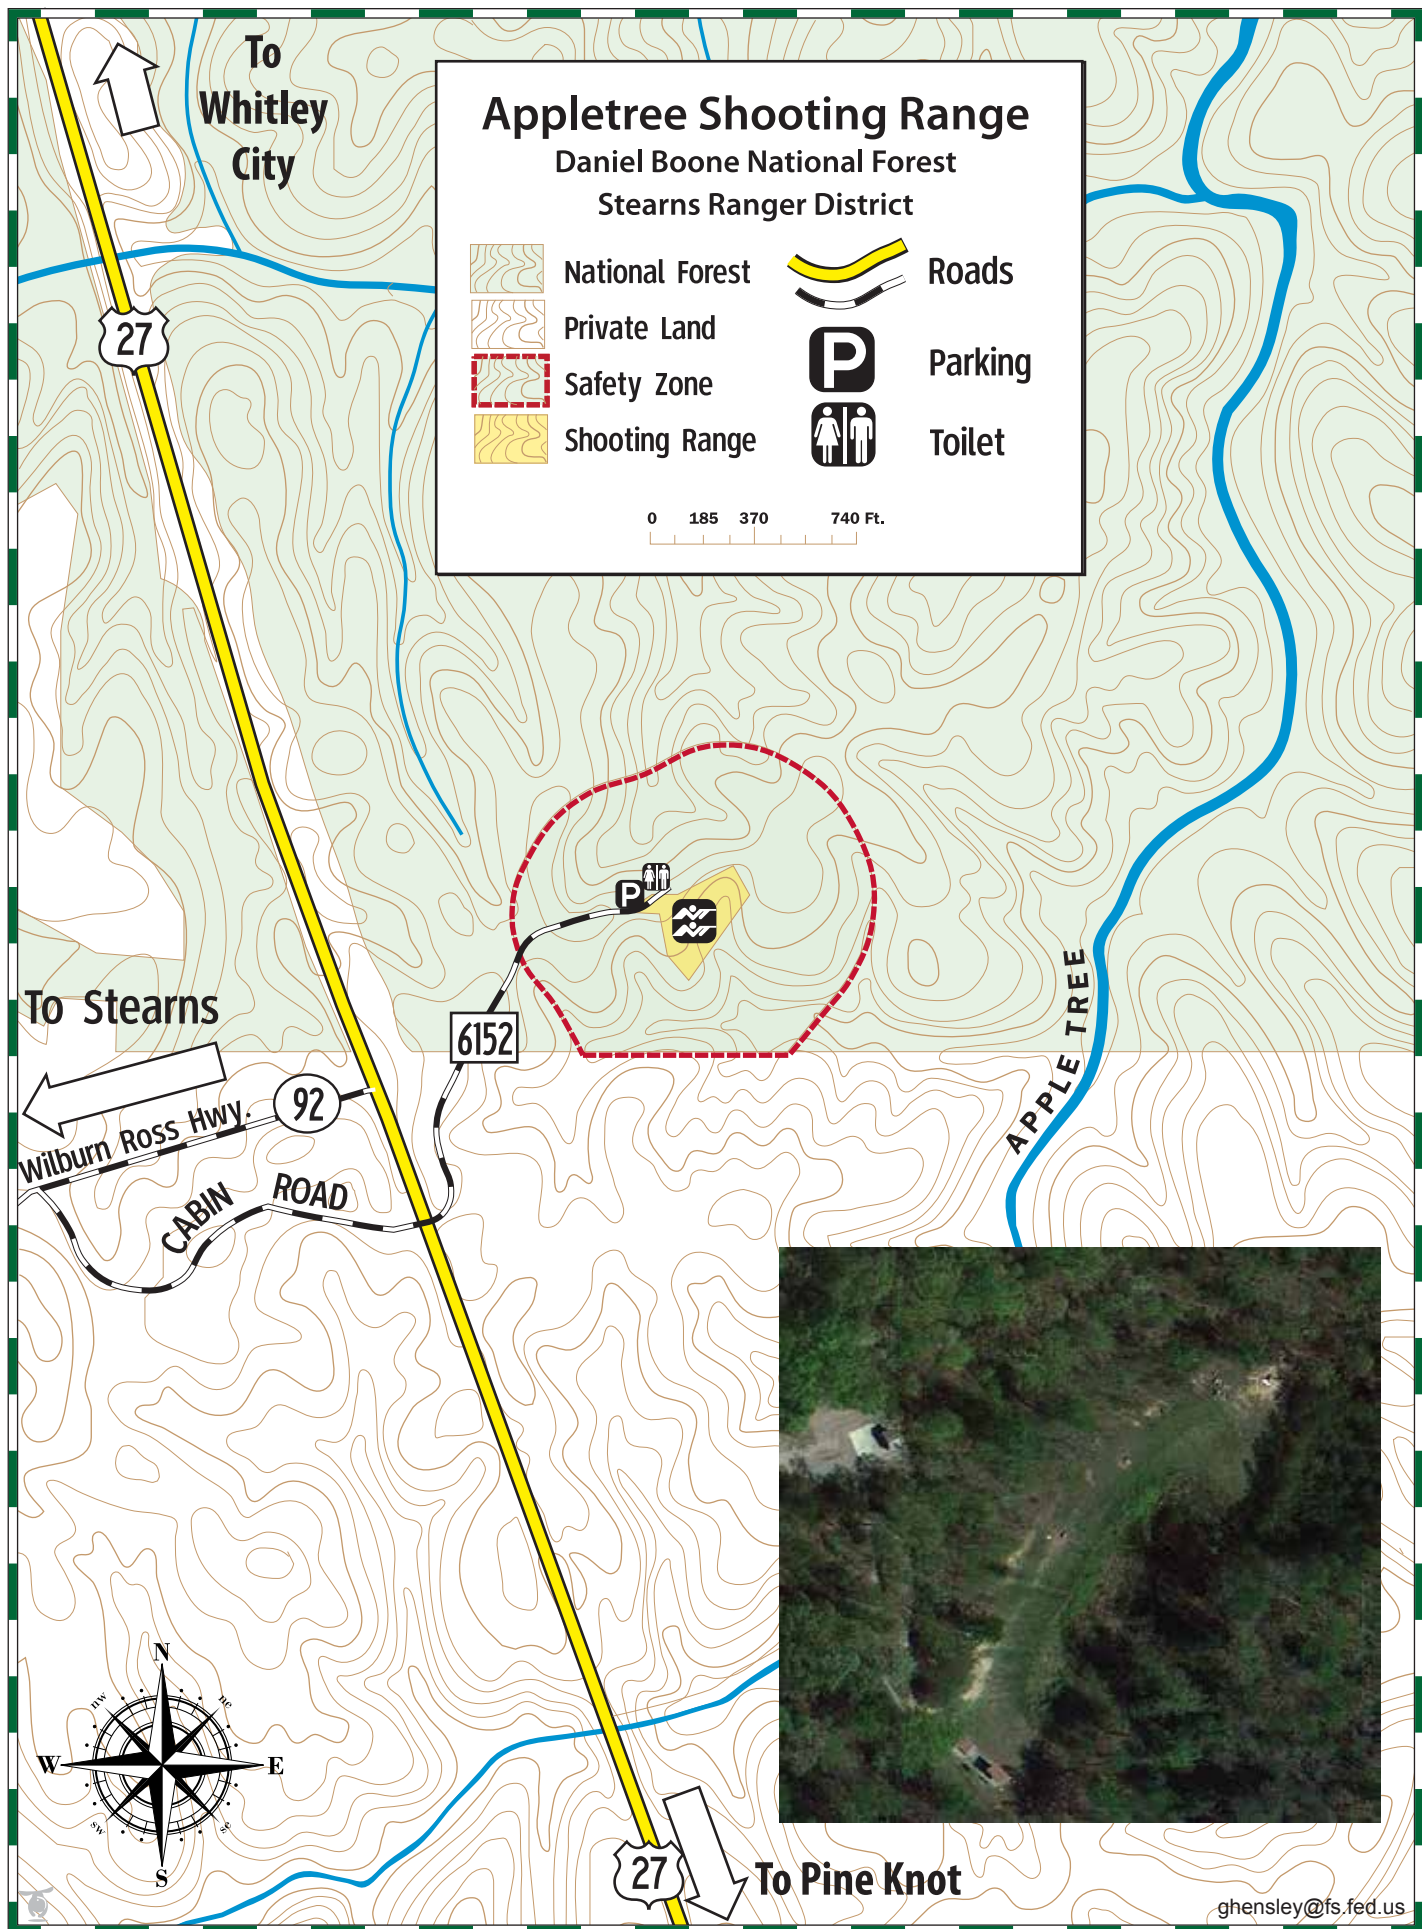 To
Whitley
City
Appletree Shooting Range
Daniel Boone National Forest
Stearns Ranger District
National Forest
Private Land
Safety Zone
Shooting Range
Roads
P
Parking
Toilet
0 185 370 740 Ft.
27
P
To Stearns
6152
92
Wilburn Ross Hwy.
CABIN ROAD
APPLE TREE
N
nw
ne
W
E
sw
se
S
27
To Pine Knot
ghensley@fs.fed.us